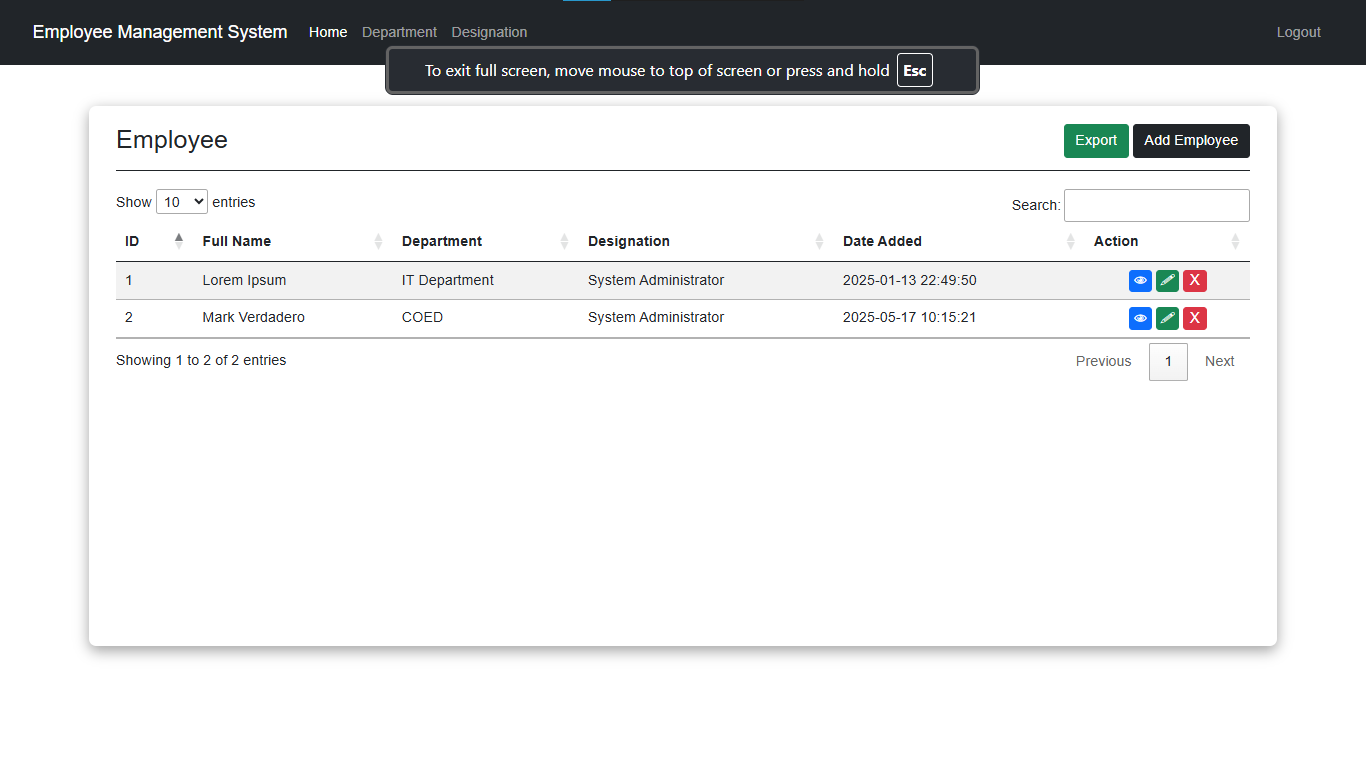 Employee Management System Home Department Designation Logout
To exit full screen, move mouse to top of screen or press and hold Esc
Employee Export Add Employee
Show 10 entries Search:
ID Full Name Department Designation Date Added Action
1 Lorem Ipsum IT Department System Administrator 2025-01-13 22:49:50 X
2 Mark Verdadero COED System Administrator 2025-05-17 10:15:21 X
Showing 1 to 2 of 2 entries Previous 1 Next